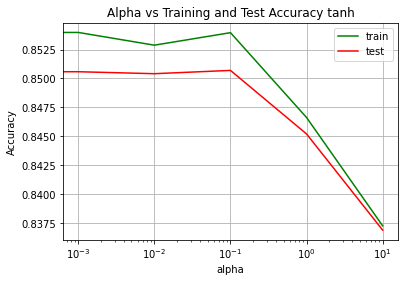 Alpha vs Training and Test Accuracy tanh
train
test
Accuracy
0.8525
0.8500
0.8475
0.8450
0.8425
0.8400
0.8375
10⁻³ 10⁻² 10⁻¹ 10⁰ 10¹
alpha